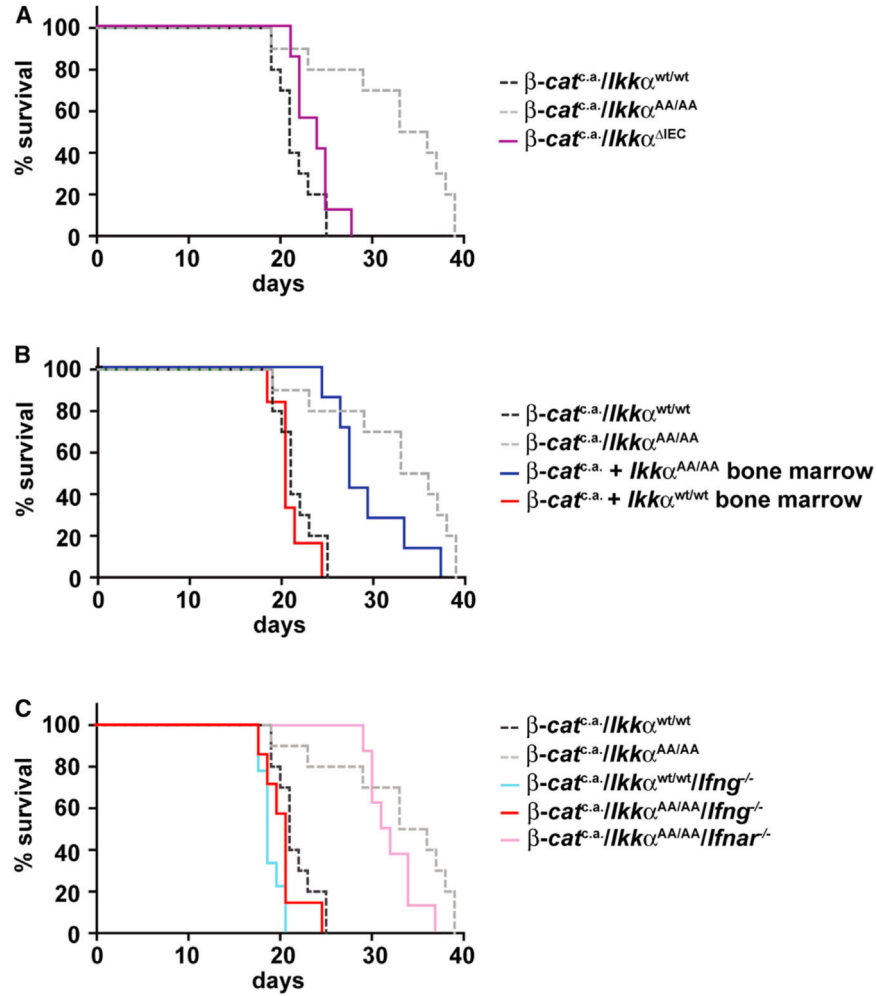 A
100
80
60
40
20
0
% survival
0 10 20 30 40
days
β-cat^c.a./Ikkα^wt/wt
β-cat^c.a./Ikkα^AA/AA
β-cat^c.a./Ikkα^ΔIEC
B
100
80
60
40
20
0
% survival
0 10 20 30 40
days
β-cat^c.a./Ikkα^wt/wt
β-cat^c.a./Ikkα^AA/AA
β-cat^c.a. + Ikkα^AA/AA bone marrow
β-cat^c.a. + Ikkα^wt/wt bone marrow
C
100
80
60
40
20
0
% survival
0 10 20 30 40
days
β-cat^c.a./Ikkα^wt/wt
β-cat^c.a./Ikkα^AA/AA
β-cat^c.a./Ikkα^wt/wt/Ifng^-/-
β-cat^c.a./Ikkα^AA/AA/Ifng^-/-
β-cat^c.a./Ikkα^AA/AA/Ifnar^-/-